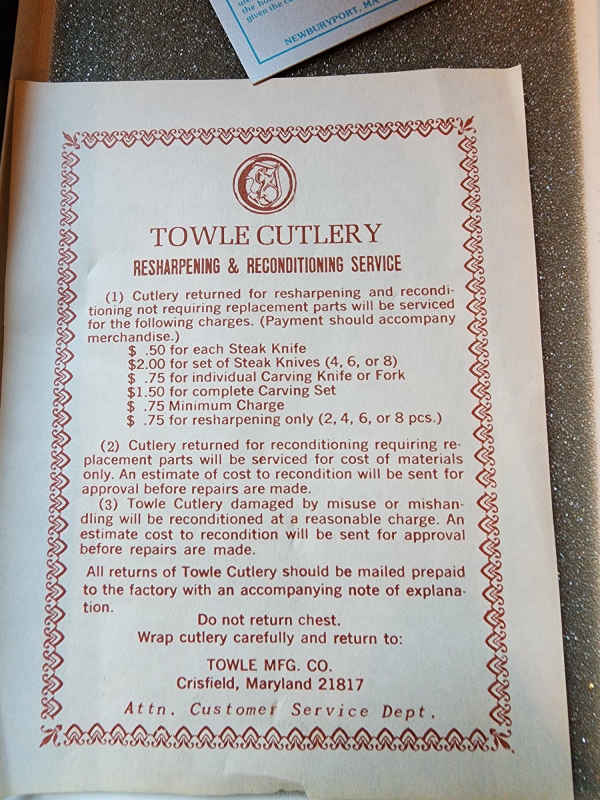 the bo
given the c
NEWBURYPORT, MA
TOWLE CUTLERY
RESHARPENING & RECONDITIONING SERVICE
(1) Cutlery returned for resharpening and recondi-
tioning not requiring replacement parts will be serviced
for the following charges. (Payment should accompany
merchandise.)
$ .50 for each Steak Knife
$2.00 for set of Steak Knives (4, 6, or 8)
$ .75 for individual Carving Knife or Fork
$1.50 for complete Carving Set
$ .75 Minimum Charge
$ .75 for resharpening only (2, 4, 6, or 8 pcs.)
(2) Cutlery returned for reconditioning requiring re-
placement parts will be serviced for cost of materials
only. An estimate of cost to recondition will be sent for
approval before repairs are made.
(3) Towle Cutlery damaged by misuse or mishan-
dling will be reconditioned at a reasonable charge. An
estimate cost to recondition will be sent for approval
before repairs are made.
All returns of Towle Cutlery should be mailed prepaid
to the factory with an accompanying note of explana-
tion.
Do not return chest.
Wrap cutlery carefully and return to:
TOWLE MFG. CO.
Crisfield, Maryland 21817
Attn. Customer Service Dept.